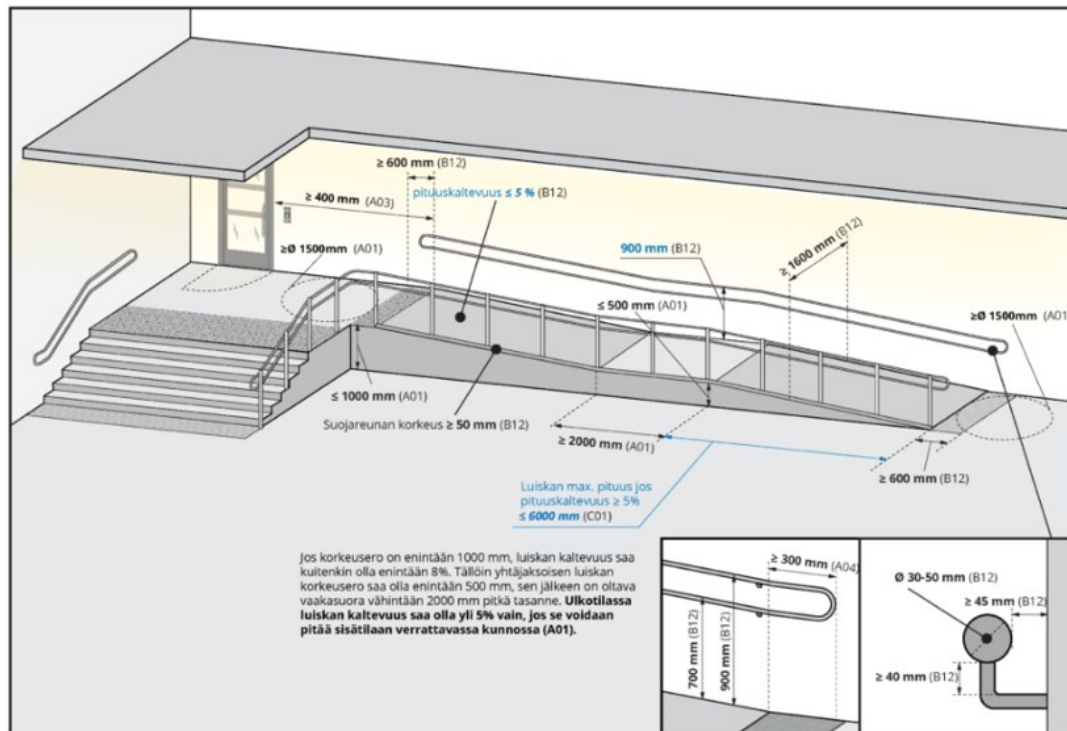 ≥ 600 mm (B12)
pituuskaltevuus ≤ 5 % (B12)
≥ 400 mm (A03)
≥Ø 1500mm (A01)
900 mm (B12)
≥ 1600 mm (B12)
≤ 500 mm (A01)
≥Ø 1500mm (A01
≤ 1000 mm (A01)
Suojareunan korkeus ≥ 50 mm (B12)
≥ 2000 mm (A01)
≥ 600 mm (B12)
Luiskan max. pituus jos
pituuskaltevuus ≥ 5%
≤ 6000 mm (C01)
Jos korkeusero on enintään 1000 mm, luiskan kaltevuus saa
kuitenkin olla enintään 8%. Tällöin yhtäjaksoisen luiskan
korkeusero saa olla enintään 500 mm, sen jälkeen on oltava
vaakasuora vähintään 2000 mm pitkä tasanne. Ulkotilassa
luiskan kaltevuus saa olla yli 5% vain, jos se voidaan
pitää sisätilaan verrattavassa kunnossa (A01).
≥ 300 mm (A04)
700 mm (B12)
900 mm (B12)
Ø 30-50 mm (B12)
≥ 45 mm (B12)
≥ 40 mm (B12)